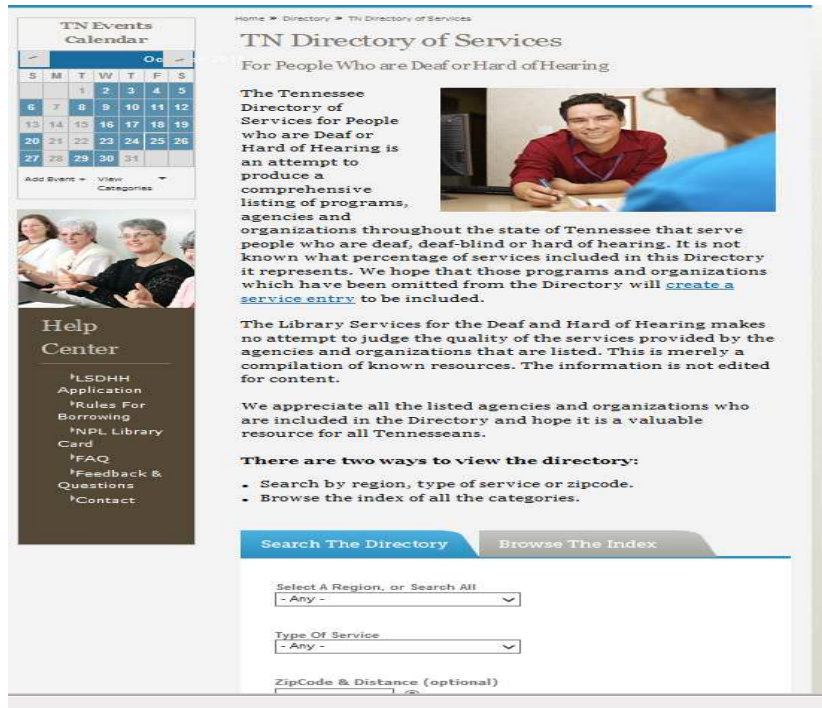 Home » Directory » TN Directory of Services
TN Events
Calendar
S M T W T F S
1 2 3 4 5
6 7 8 9 10 11 12
13 14 15 16 17 18 19
20 21 22 23 24 25 26
27 28 29 30 31
Add Event
View
Categories
Help
Center
LSDHH
Application
Rules For
Borrowing
NPL Library
Card
FAQ
Feedback &
Questions
Contact
TN Directory of Services
For People Who are Deaf or Hard of Hearing
The Tennessee
Directory of
Services for People
who are Deaf or
Hard of Hearing is
an attempt to
produce a
comprehensive
listing of programs,
agencies and
organizations throughout the state of Tennessee that serve
people who are deaf, deaf-blind or hard of hearing. It is not
known what percentage of services included in this Directory
it represents. We hope that those programs and organizations
which have been omitted from the Directory will create a
service entry to be included.
The Library Services for the Deaf and Hard of Hearing makes
no attempt to judge the quality of the services provided by the
agencies and organizations that are listed. This is merely a
compilation of known resources. The information is not edited
for content.
We appreciate all the listed agencies and organizations who
are included in the Directory and hope it is a valuable
resource for all Tennesseans.
There are two ways to view the directory:
• Search by region, type of service or zipcode.
• Browse the index of all the categories.
Search The Directory
Browse The Index
Select A Region, or Search All
- Any -
Type Of Service
- Any -
ZipCode & Distance (optional)